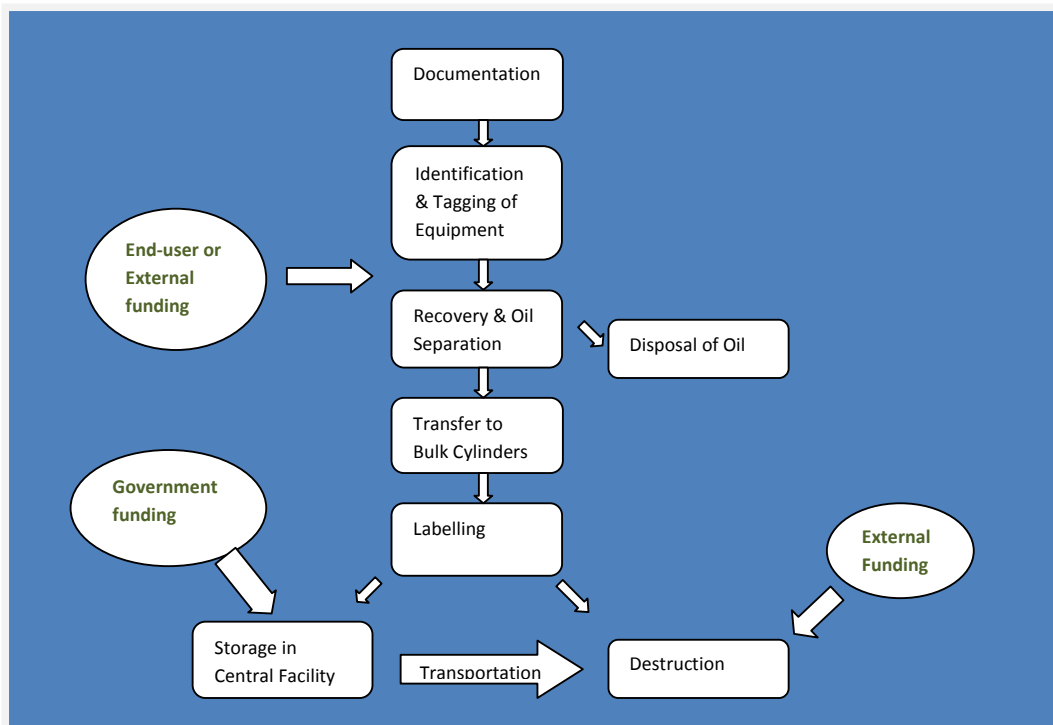 Documentation
Identification
& Tagging of
Equipment
End-user or
External
funding
Recovery & Oil
Separation
Disposal of Oil
Transfer to
Bulk Cylinders
Government
funding
Labelling
External
Funding
Storage in
Central Facility
Transportation
Destruction